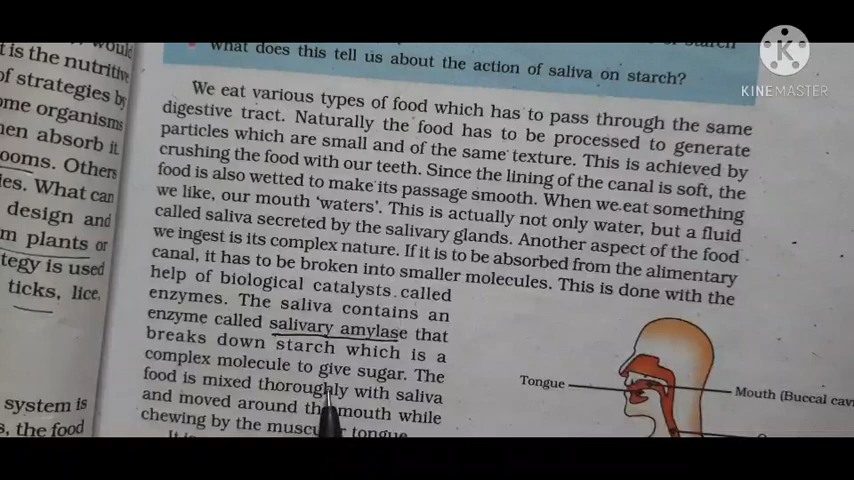 would
t is the nutritive
of strategies by
ome organisms
hen absorb it.
ooms. Others
les. What can
design and
m plants or
tegy is used
ticks, lice,
system is
s, the food
What does this tell us about the action of saliva on starch?
We eat various types of food which has to pass through the same
digestive tract. Naturally the food has to be processed to generate
particles which are small and of the same texture. This is achieved by
crushing the food with our teeth. Since the lining of the canal is soft, the
food is also wetted to make its passage smooth. When we eat something
we like, our mouth ‘waters’. This is actually not only water, but a fluid
called saliva secreted by the salivary glands. Another aspect of the food
we ingest is its complex nature. If it is to be absorbed from the alimentary
canal, it has to be broken into smaller molecules. This is done with the
help of biological catalysts called
enzymes. The saliva contains an
enzyme called salivary amylase that
breaks down starch which is a
complex molecule to give sugar. The
food is mixed thoroughly with saliva
and moved around the mouth while
chewing by the muscular tongue.
Tongue
Mouth (Buccal cavi
KINEMASTER